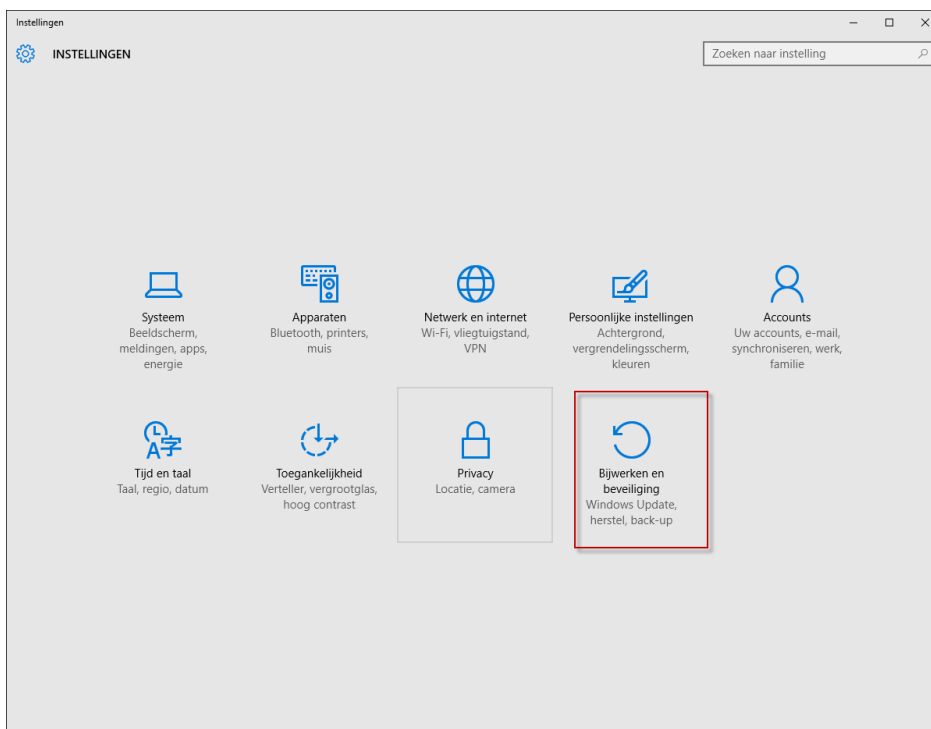 Instellingen
INSTELLINGEN
Zoeken naar instelling
Systeem
Beeldscherm,
meldingen, apps,
energie
Apparaten
Bluetooth, printers,
muis
Netwerk en internet
Wi-Fi, vliegtuigstand,
VPN
Persoonlijke instellingen
Achtergrond,
vergrendelingsscherm,
kleuren
Accounts
Uw accounts, e-mail,
synchroniseren, werk,
familie
Tijd en taal
Taal, regio, datum
Toegankelijkheid
Verteller, vergrootglas,
hoog contrast
Privacy
Locatie, camera
Bijwerken en
beveiliging
Windows Update,
herstel, back-up